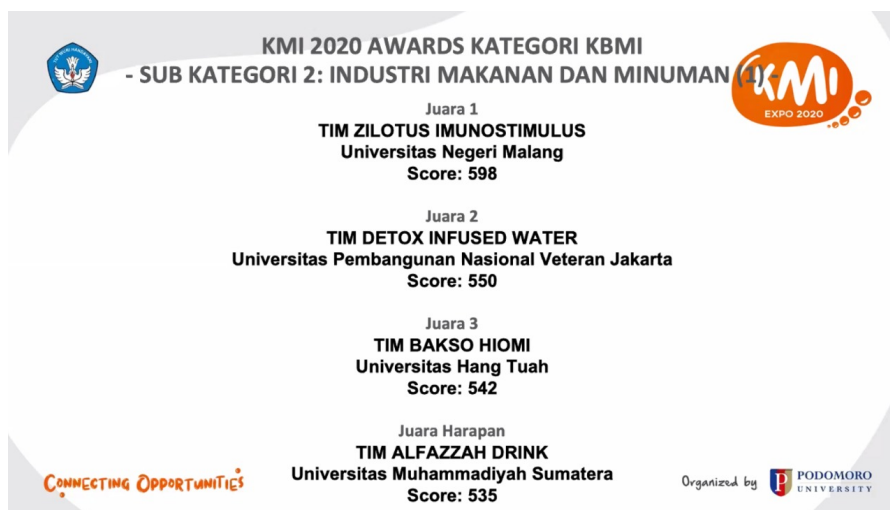 KMI 2020 AWARDS KATEGORI KBMI
- SUB KATEGORI 2: INDUSTRI MAKANAN DAN MINUMAN (1) -
KMI
EXPO 2020
Juara 1
TIM ZILOTUS IMUNOSTIMULUS
Universitas Negeri Malang
Score: 598
Juara 2
TIM DETOX INFUSED WATER
Universitas Pembangunan Nasional Veteran Jakarta
Score: 550
Juara 3
TIM BAKSO HIOMI
Universitas Hang Tuah
Score: 542
Juara Harapan
TIM ALFAZZAH DRINK
Universitas Muhammadiyah Sumatera
Score: 535
CONNECTING OPPORTUNITIES
Organized by
PODOMORO
UNIVERSITY